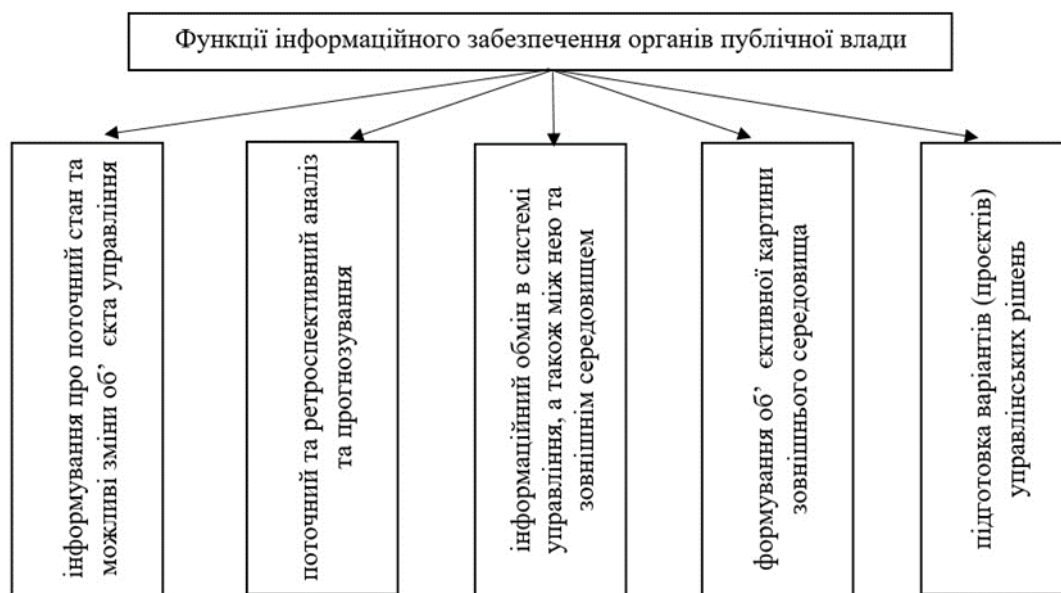 Функції інформаційного забезпечення органів публічної влади
інформування про поточний стан та
можливі зміни об’ єкта управління
поточний та ретроспективний аналіз
та прогнозування
інформаційний обмін в системі
управління, а також між нею та
зовнішнім середовищем
формування об’ єктивної картини
зовнішнього середовища
підготовка варіантів (проєктів)
управлінських рішень